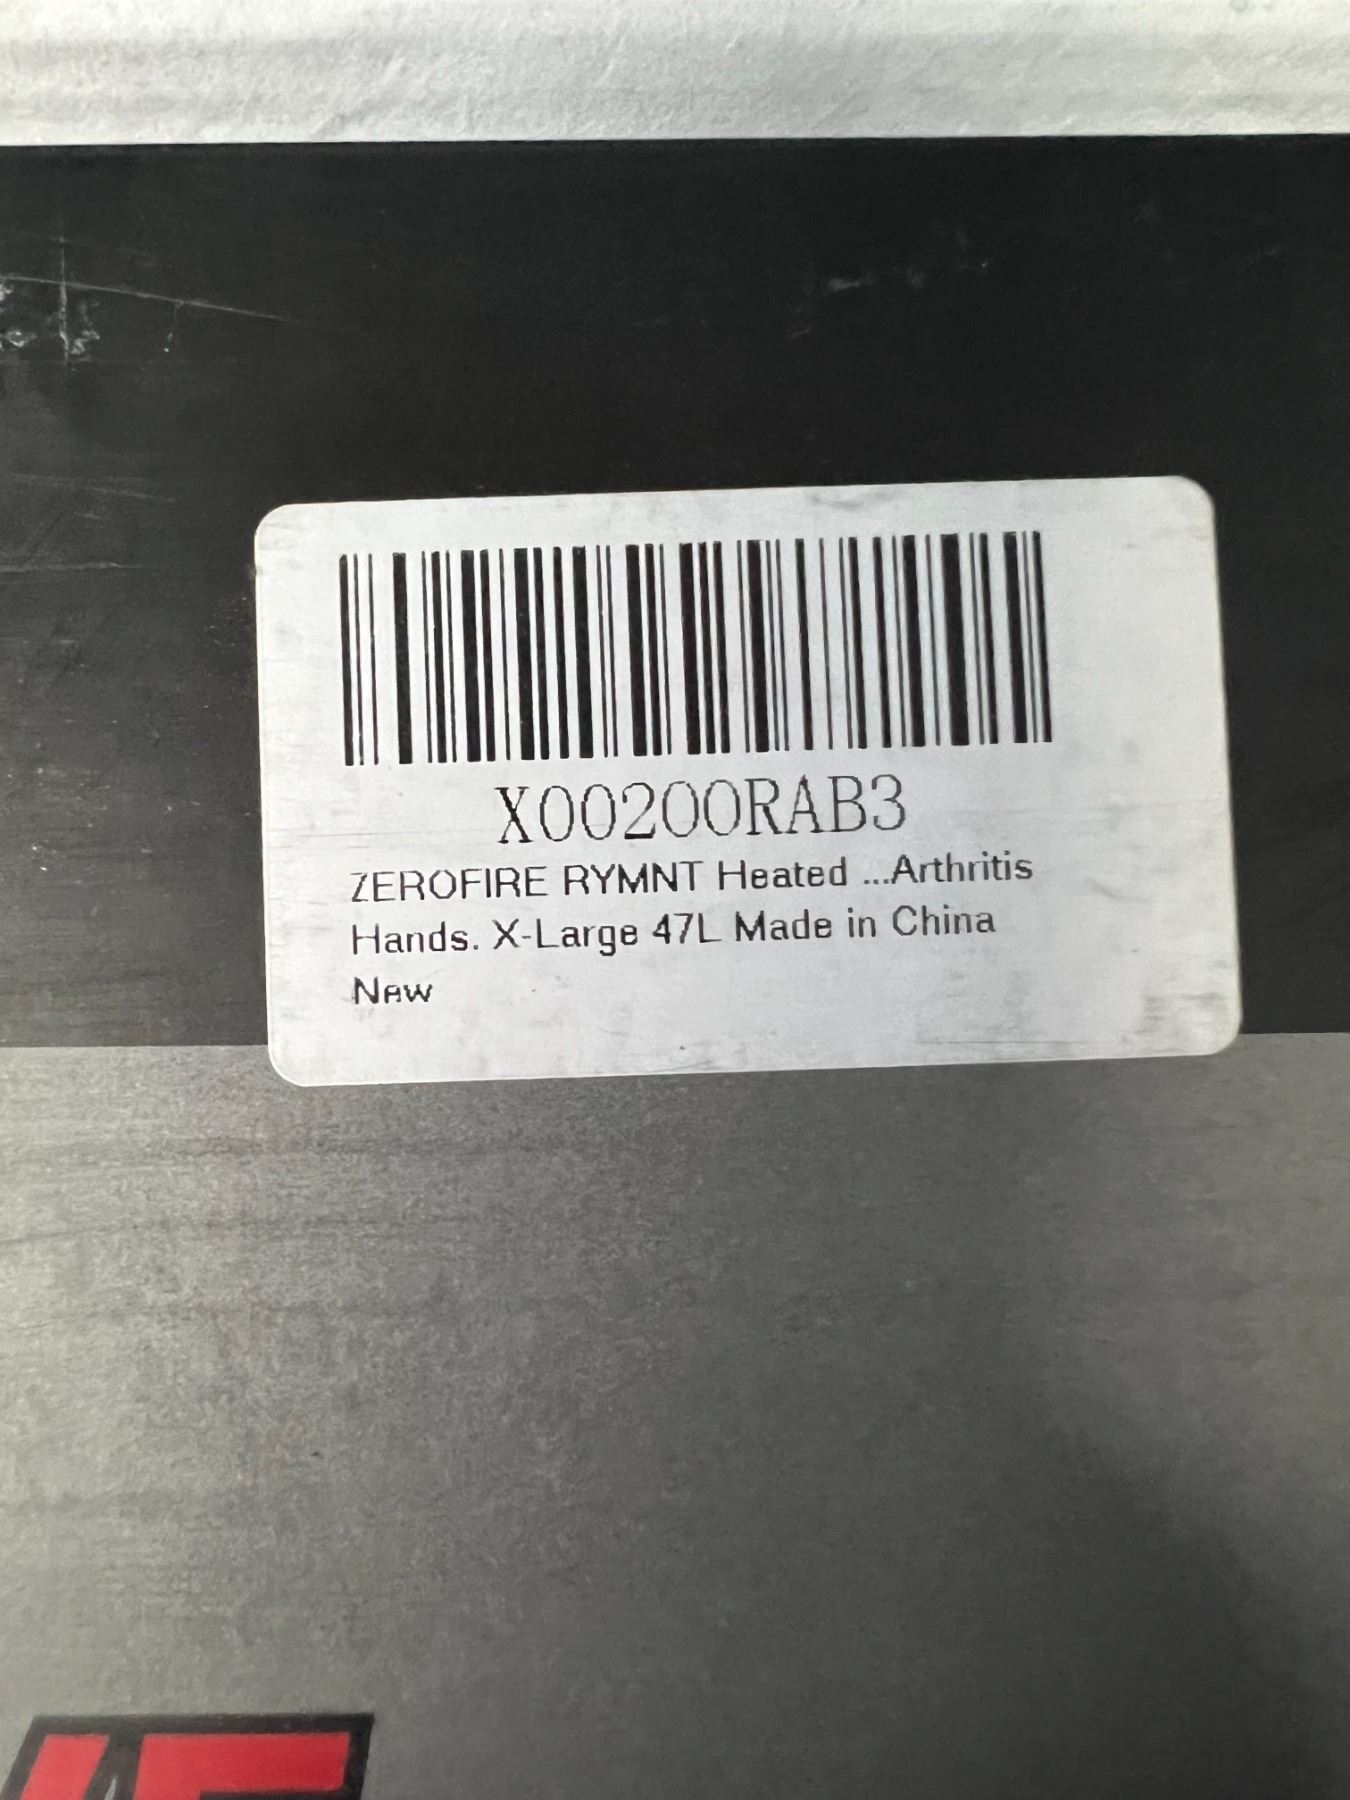 X00200RAB3
ZEROFIRE RYMNT Heated ...Arthritis
Hands. X-Large 47L Made in China
New